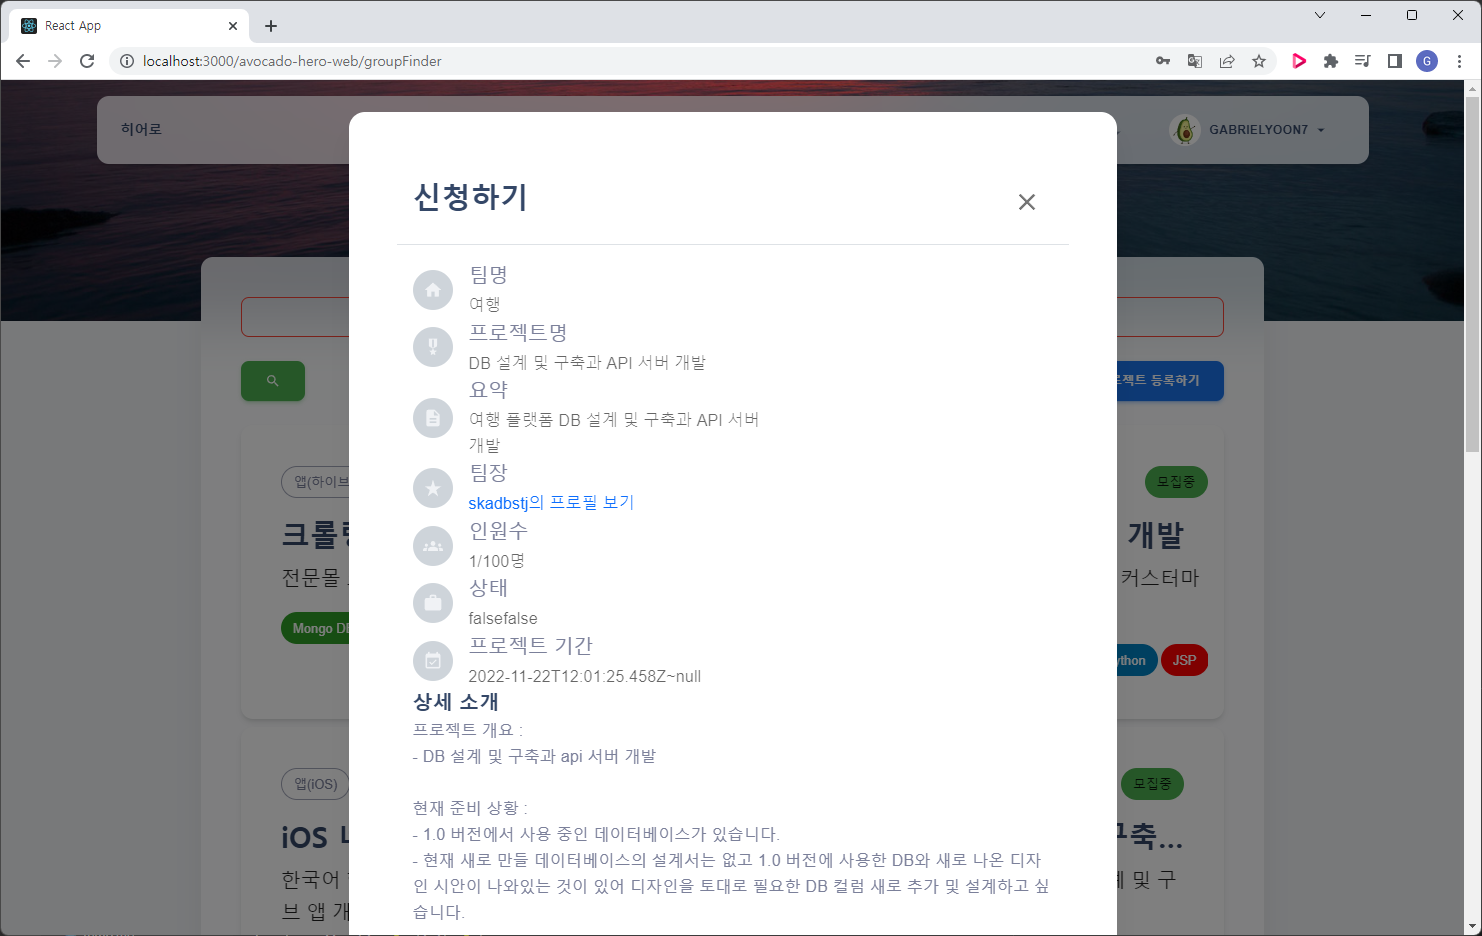 React App
localhost:3000/avocado-hero-web/groupFinder
G
히어로
GABRIELYOON7
신청하기
팀명
여행
프로젝트명
DB 설계 및 구축과 API 서버 개발
요약
여행 플랫폼 DB 설계 및 구축과 API 서버
개발
팀장
skadbstj의 프로필 보기
인원수
1/100명
상태
falsefalse
프로젝트 기간
2022-11-22T12:01:25.458Z~null
상세 소개
프로젝트 개요 :
- DB 설계 및 구축과 api 서버 개발
현재 준비 상황 :
- 1.0 버전에서 사용 중인 데이터베이스가 있습니다.
- 현재 새로 만들 데이터베이스의 설계서는 없고 1.0 버전에 사용한 DB와 새로 나온 디자
인 시안이 나와있는 것이 있어 디자인을 토대로 필요한 DB 컬럼 새로 추가 및 설계하고 싶
습니다.
등록하기
앱(하이브
모집중
크롤링
개발
전문몰
커스터마
Mongo DB
JSP
앱(iOS)
모집중
iOS
구축...
한국어
및 구
브 앱 개